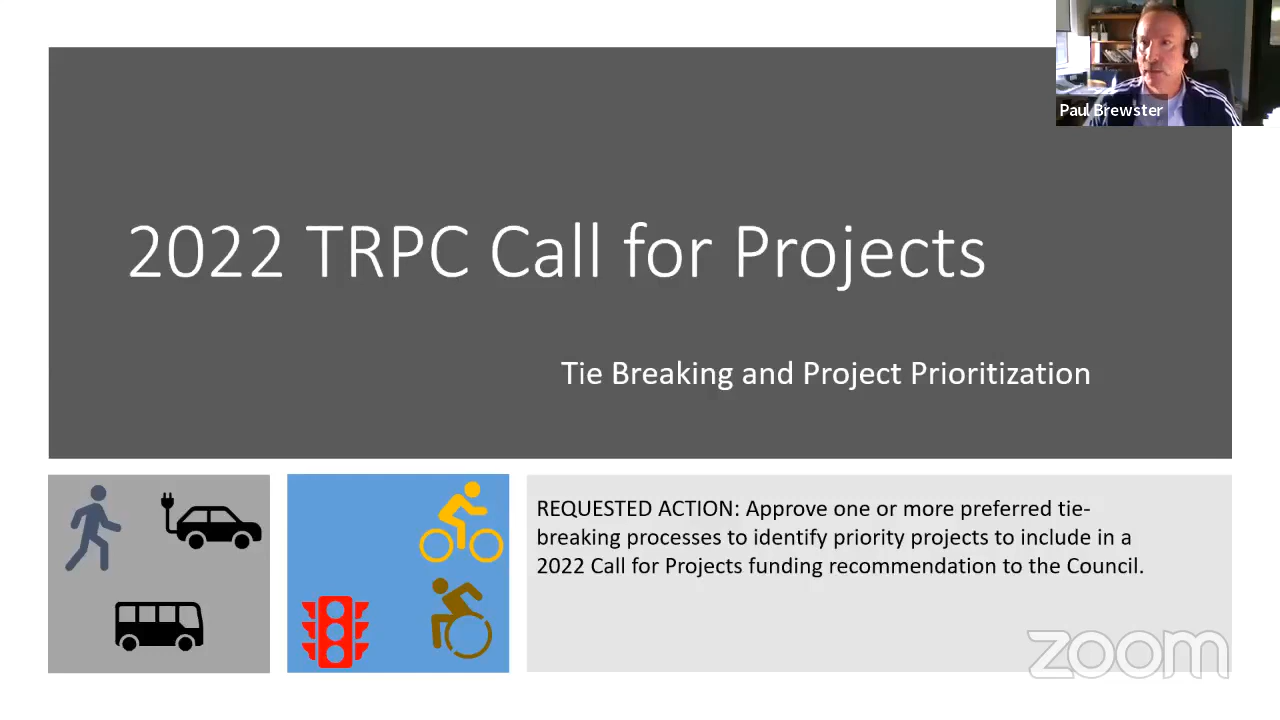 Paul Brewster
2022 TRPC Call for Projects
Tie Breaking and Project Prioritization
REQUESTED ACTION: Approve one or more preferred tie-
breaking processes to identify priority projects to include in a
2022 Call for Projects funding recommendation to the Council.
zoom